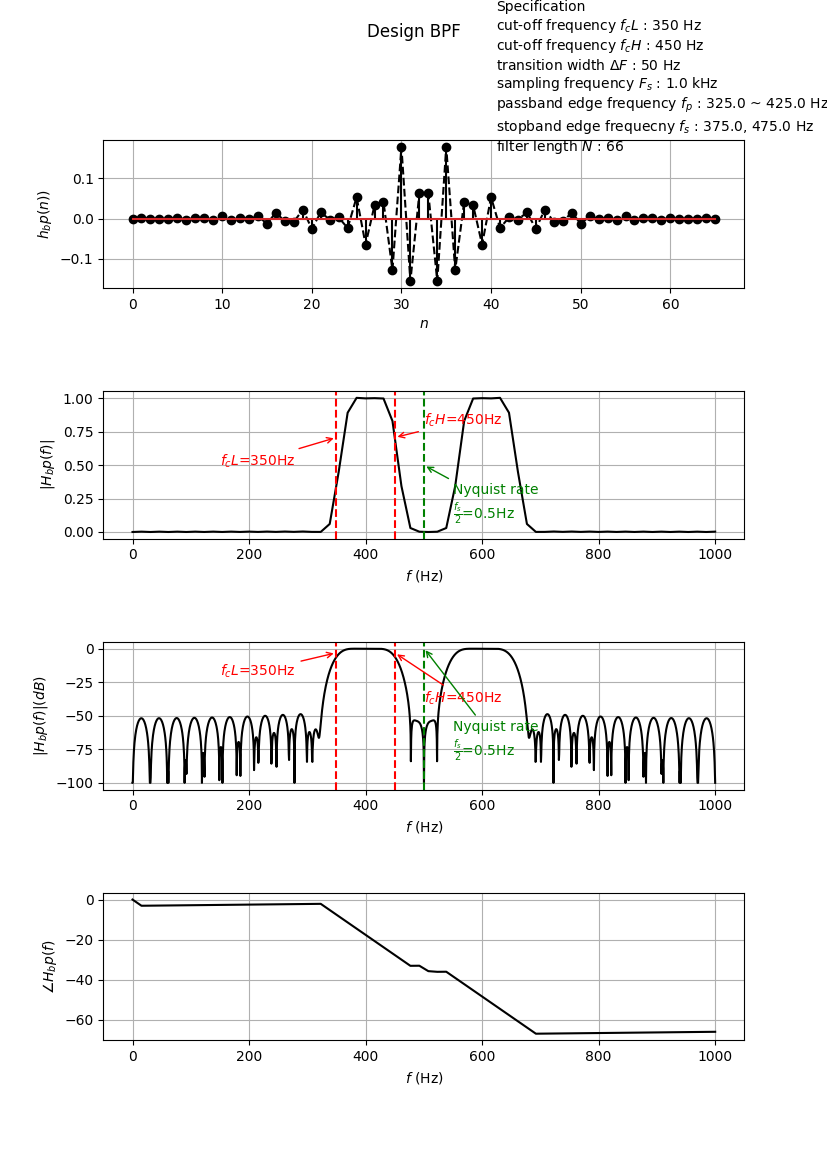 Specification
Design BPF
cut-off frequency f_cL : 350 Hz
cut-off frequency f_cH : 450 Hz
transition width ΔF : 50 Hz
sampling frequency F_s : 1.0 kHz
passband edge frequency f_p : 325.0 ~ 425.0 Hz
stopband edge frequecny f_s : 375.0, 475.0 Hz
filter length N : 66
h_bp(n))
0.1
0.0
−0.1
0 10 20 30 40 50 60
n
|H_bp(f)|
1.00
0.75
0.50
0.25
0.00
f_cH=450Hz
f_cL=350Hz
Nyquist rate
f_s/2=0.5Hz
0 200 400 600 800 1000
f (Hz)
|H_bp(f)|(dB)
0
−25
−50
−75
−100
f_cL=350Hz
f_cH=450Hz
Nyquist rate
f_s/2=0.5Hz
0 200 400 600 800 1000
f (Hz)
∠H_bp(f)
0
−20
−40
−60
0 200 400 600 800 1000
f (Hz)